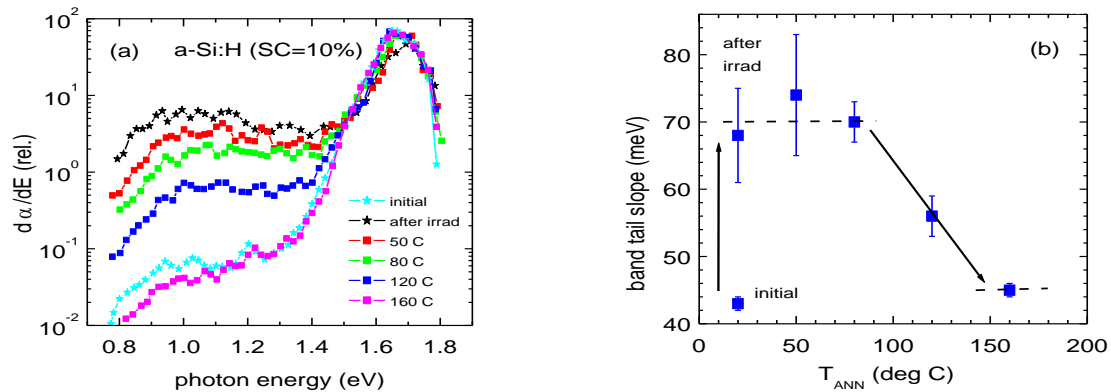 (a) a-Si:H (SC=10%)
dα/dE (rel.)
10^2
10^1
10^0
10^-1
10^-2
initial
after irrad
50 C
80 C
120 C
160 C
0.8 1.0 1.2 1.4 1.6 1.8
photon energy (eV)
(b)
band tail slope (meV)
80
70
60
50
40
after
irrad
initial
0 50 100 150 200
T_ANN (deg C)